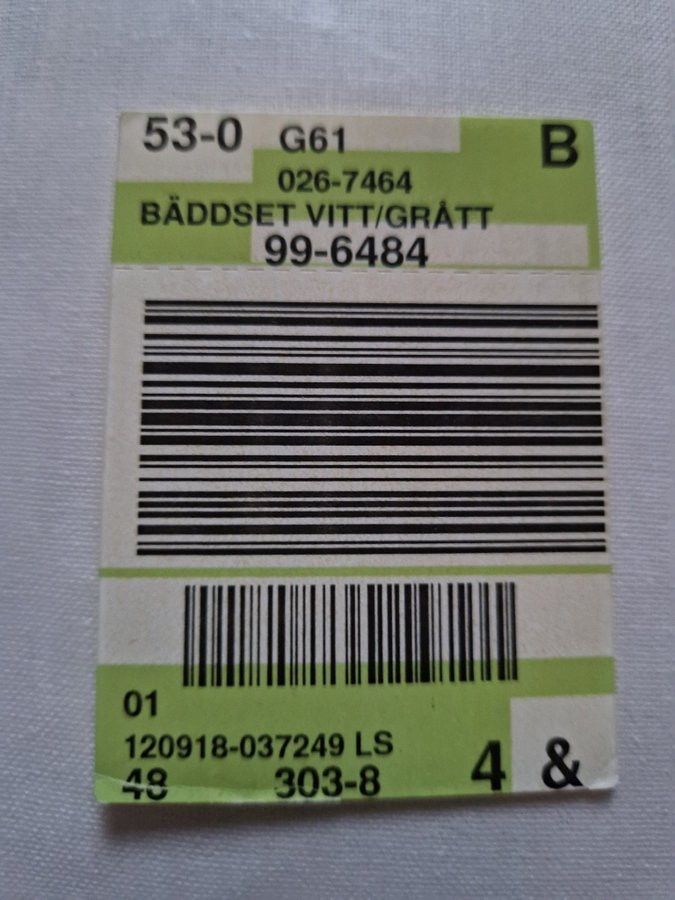 53-0 G61 B
026-7464
BÄDDSET VITT/GRÅTT
99-6484
01
120918-037249 LS
48 303-8 4 &